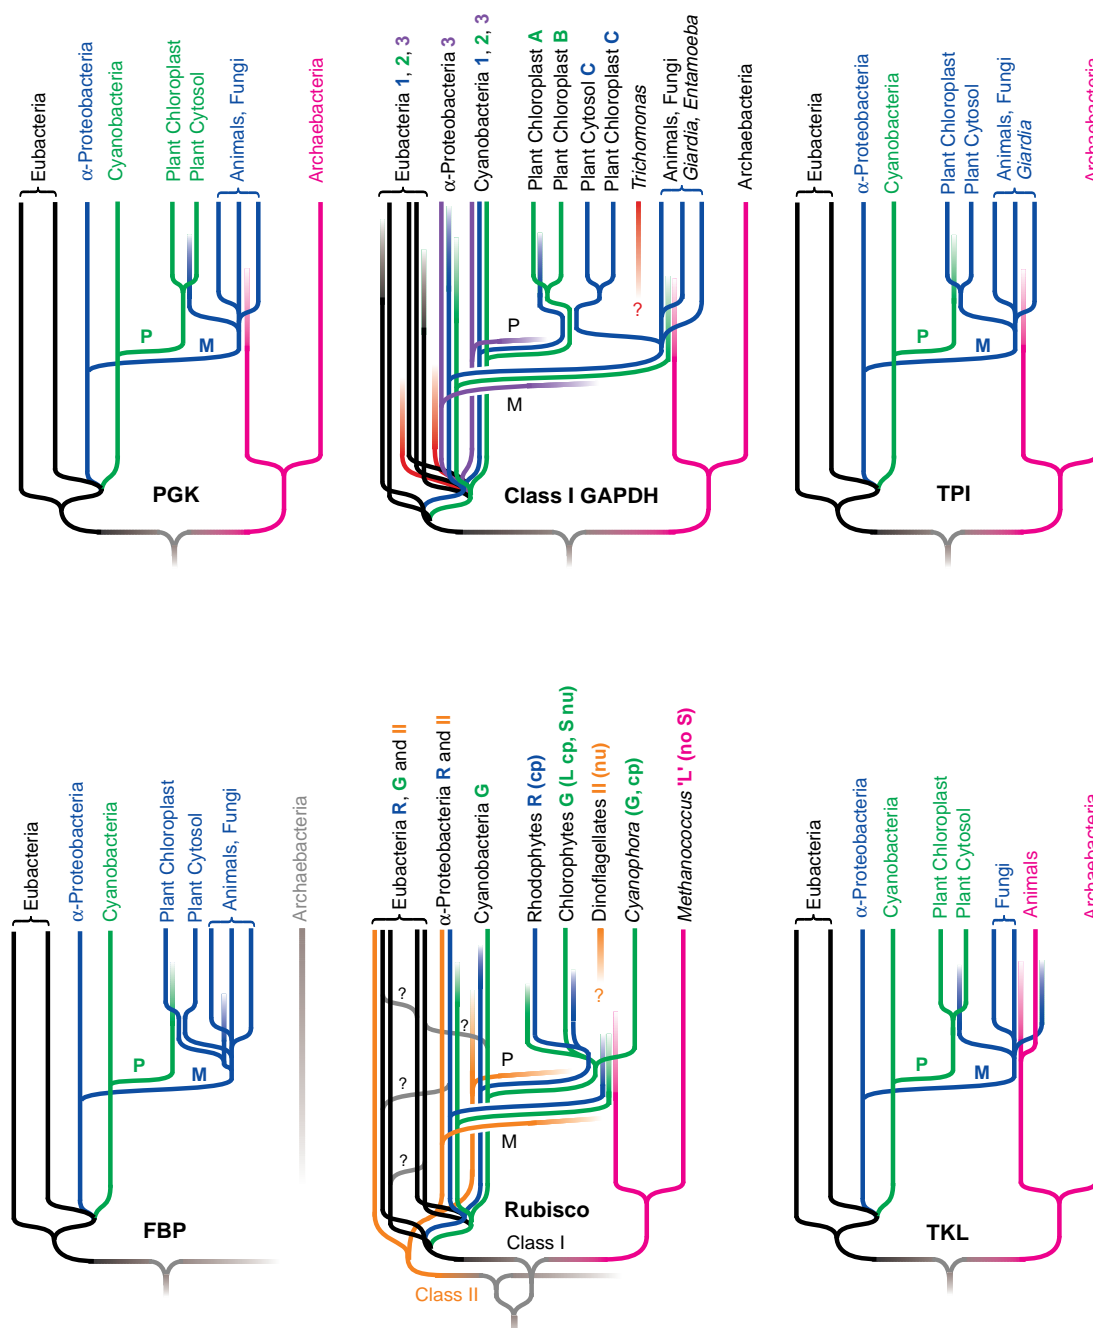 Eubacteria
α-Proteobacteria
Cyanobacteria
Plant Chloroplast
Plant Cytosol
Animals, Fungi
Archaebacteria
P
M
PGK
Eubacteria 1, 2, 3
α-Proteobacteria 3
Cyanobacteria 1, 2, 3
Plant Chloroplast A
Plant Chloroplast B
Plant Cytosol C
Plant Chloroplast C
Trichomonas
Animals, Fungi
Giardia, Entamoeba
Archaebacteria
?
P
M
Class I GAPDH
Eubacteria
α-Proteobacteria
Cyanobacteria
Plant Chloroplast
Plant Cytosol
Animals, Fungi
Giardia
Archaebacteria
P
M
TPI
Eubacteria
α-Proteobacteria
Cyanobacteria
Plant Chloroplast
Plant Cytosol
Animals, Fungi
Archaebacteria
P
M
FBP
Eubacteria R, G and II
α-Proteobacteria R and II
Cyanobacteria G
Rhodophytes R (cp)
Chlorophytes G (L cp, S nu)
Dinoflagellates II (nu)
Cyanophora (G, cp)
Methanococcus 'L' (no S)
?
?
?
?
?
P
M
Rubisco
Class I
Class II
Eubacteria
α-Proteobacteria
Cyanobacteria
Plant Chloroplast
Plant Cytosol
Fungi
Animals
Archaebacteria
P
M
TKL